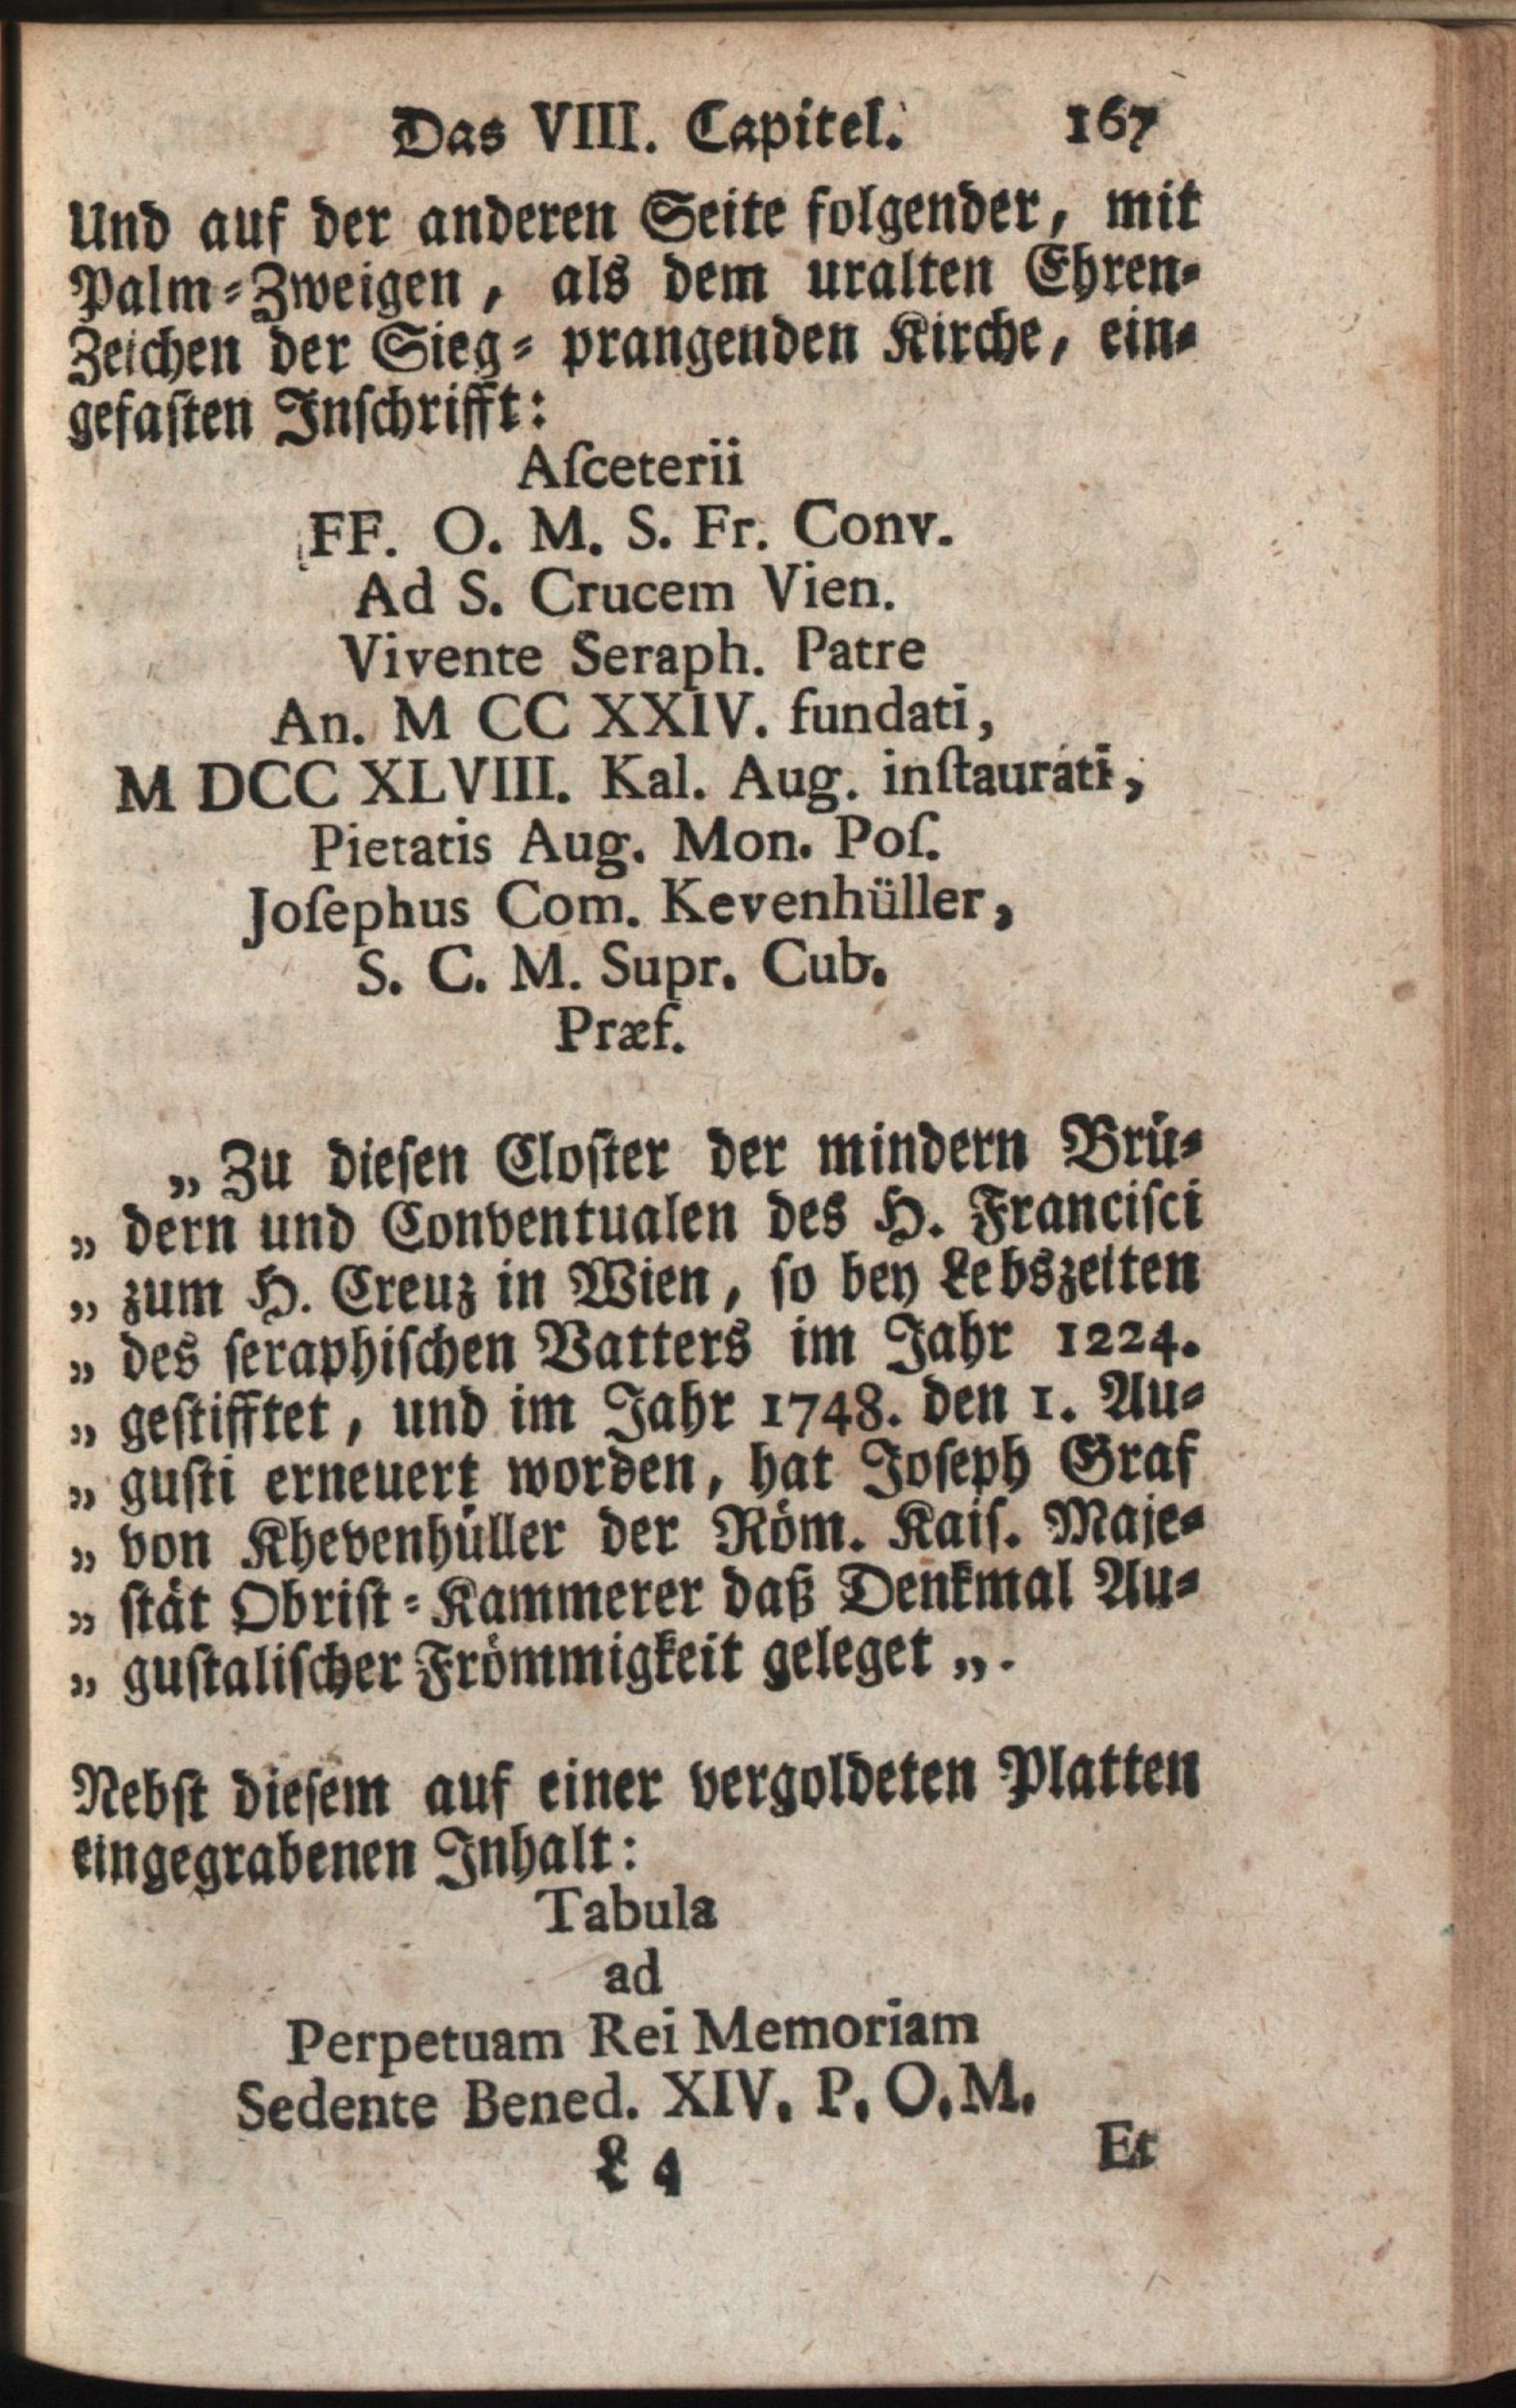 Das VIII. Capitel. 167
Und auf der anderen Seite folgender, mit
Palm-Zweigen, als dem uralten Ehren-
Zeichen der Sieg- prangenden Kirche, ein-
gefaſten Inſchrifft:
Aſceterii
FF. O. M. S. Fr. Conv.
Ad S. Crucem Vien.
Vivente Seraph. Patre
An. M CC XXIV. fundati,
M DCC XLVIII. Kal. Aug. inſtaurati,
Pietatis Aug. Mon. Poſ.
Joſephus Com. Kevenhüller,
S. C. M. Supr. Cub.
Præf.
„ Zu dieſen Cloſter der mindern Brü-
„ dern und Conventualen des H. Franciſci
„ zum H. Creuz in Wien, ſo bey Lebszeiten
„ des ſeraphiſchen Vatters im Jahr 1224.
„ geſtifftet, und im Jahr 1748. den 1. Au-
„ guſti erneuert worden, hat Joſeph Graf
„ von Khevenhüller der Röm. Kaiſ. Maje-
„ ſtät Obriſt-Kammerer daß Denkmal Au-
„ guſtaliſcher Frömmigkeit geleget „.
Nebſt dieſem auf einer vergoldeten Platten
eingegrabenen Inhalt:
Tabula
ad
Perpetuam Rei Memoriam
Sedente Bened. XIV. P. O. M.
L 4 Et